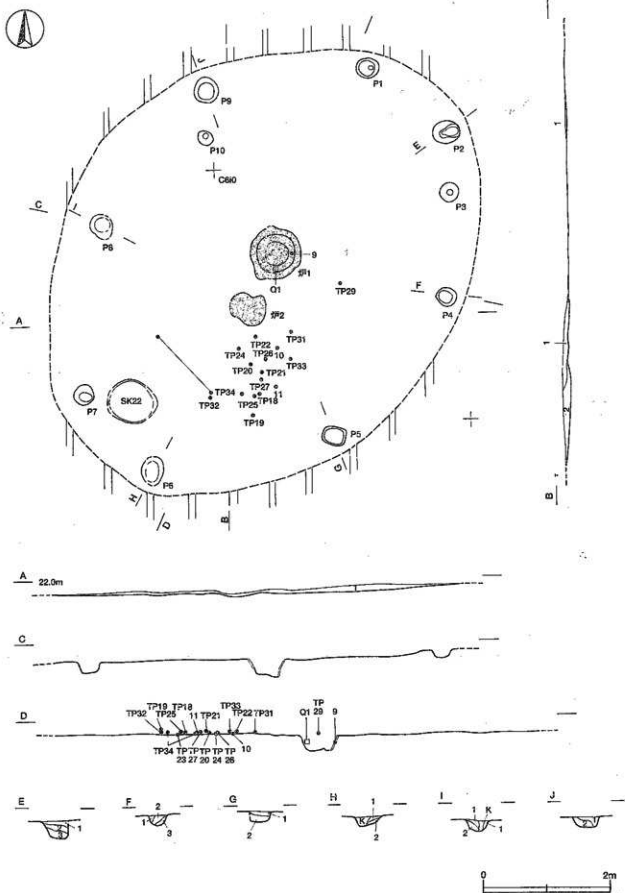 P1
P9
P2
E
P10
C6i0
P3
C
J
P8
9
炉1
Q1
TP29
F
P4
炉2
A
TP31
TP22
TP24
TP26
10
TP20
TP33
TP21
TP27
11
TP34
TP32
TP25
TP18
TP19
P7
SK22
P5
P6
G
H
D
B
1
1
2
B
A 22.0m
1
C
D
TP19 TP18 TP33 TP
TP32 TP25 11 TP21 TP22 TP31 Q1 29 9
TP34 TP TP TP TP 10
23 27 20 24 26
E F G H I J
2 1 1 K
1 1 1 K 2
3 3 2 2 2 1
0 2m